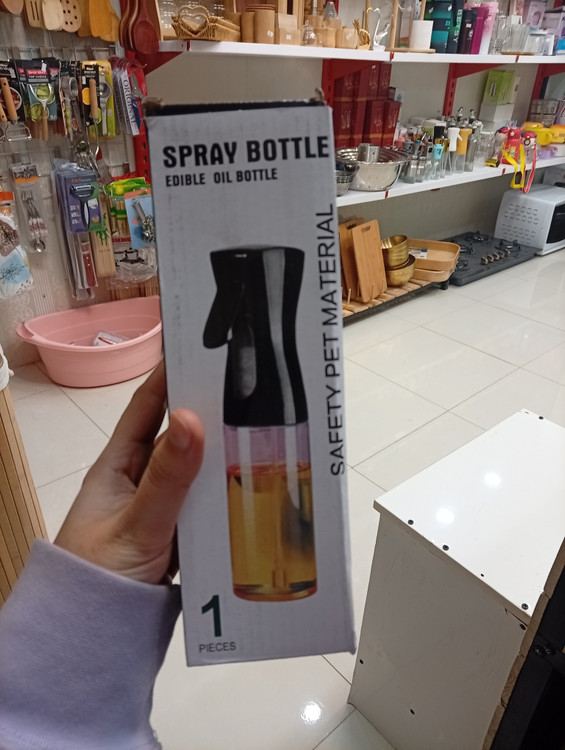 SPRAY BOTTLE
EDIBLE OIL BOTTLE
SAFETY PET MATERIAL
1
PIECES